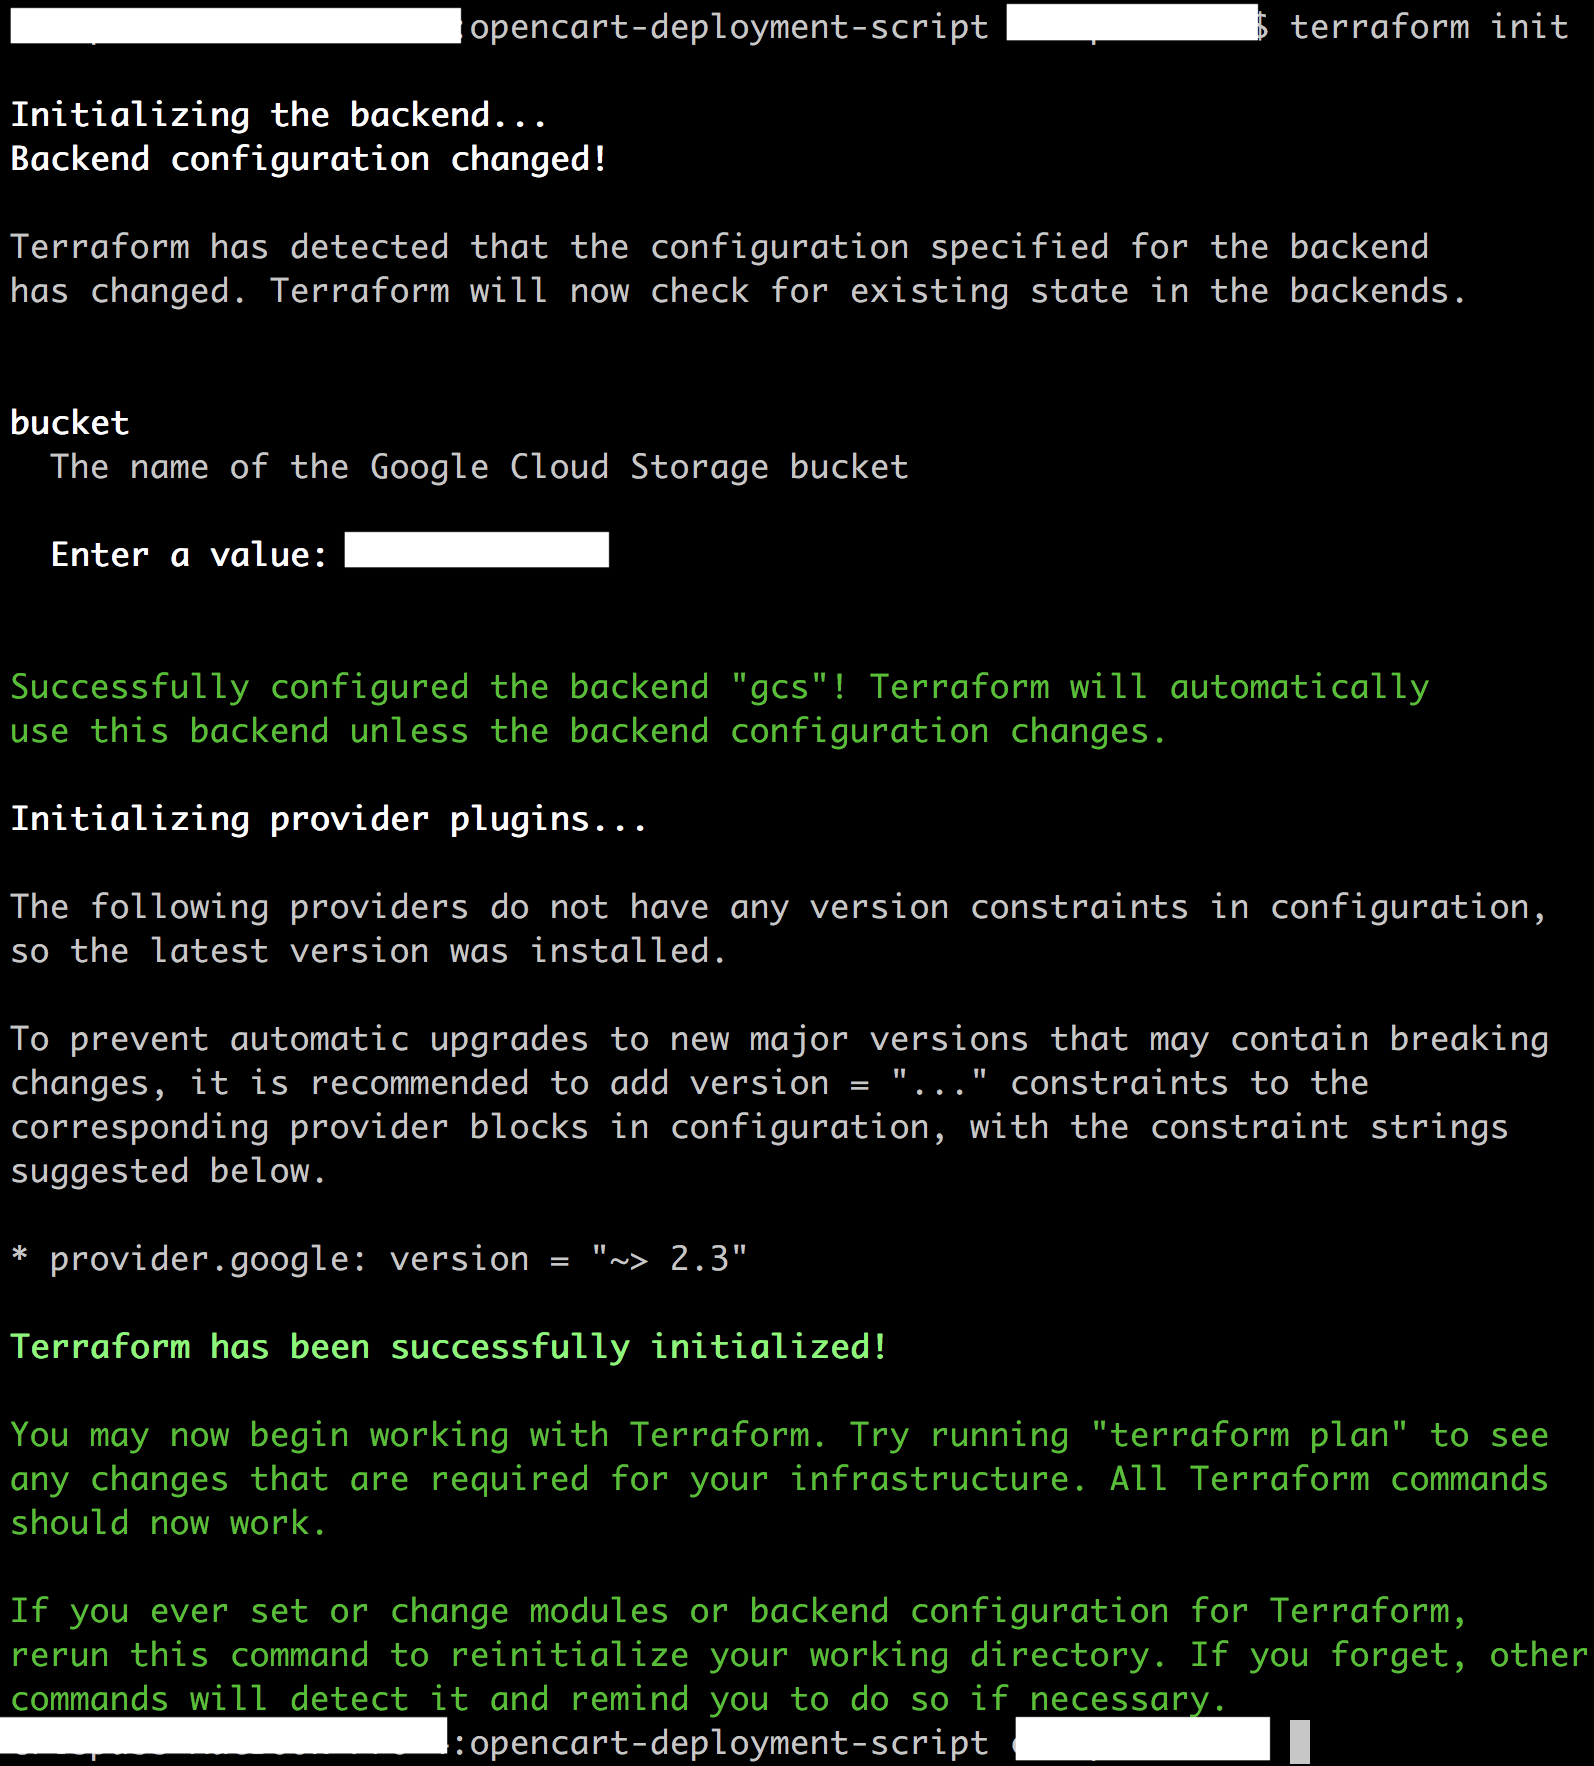 :opencart-deployment-script $ terraform init
Initializing the backend...
Backend configuration changed!
Terraform has detected that the configuration specified for the backend
has changed. Terraform will now check for existing state in the backends.
bucket
The name of the Google Cloud Storage bucket
Enter a value:
Successfully configured the backend "gcs"! Terraform will automatically
use this backend unless the backend configuration changes.
Initializing provider plugins...
The following providers do not have any version constraints in configuration,
so the latest version was installed.
To prevent automatic upgrades to new major versions that may contain breaking
changes, it is recommended to add version = "..." constraints to the
corresponding provider blocks in configuration, with the constraint strings
suggested below.
* provider.google: version = "~> 2.3"
Terraform has been successfully initialized!
You may now begin working with Terraform. Try running "terraform plan" to see
any changes that are required for your infrastructure. All Terraform commands
should now work.
If you ever set or change modules or backend configuration for Terraform,
rerun this command to reinitialize your working directory. If you forget, other
commands will detect it and remind you to do so if necessary.
:opencart-deployment-script